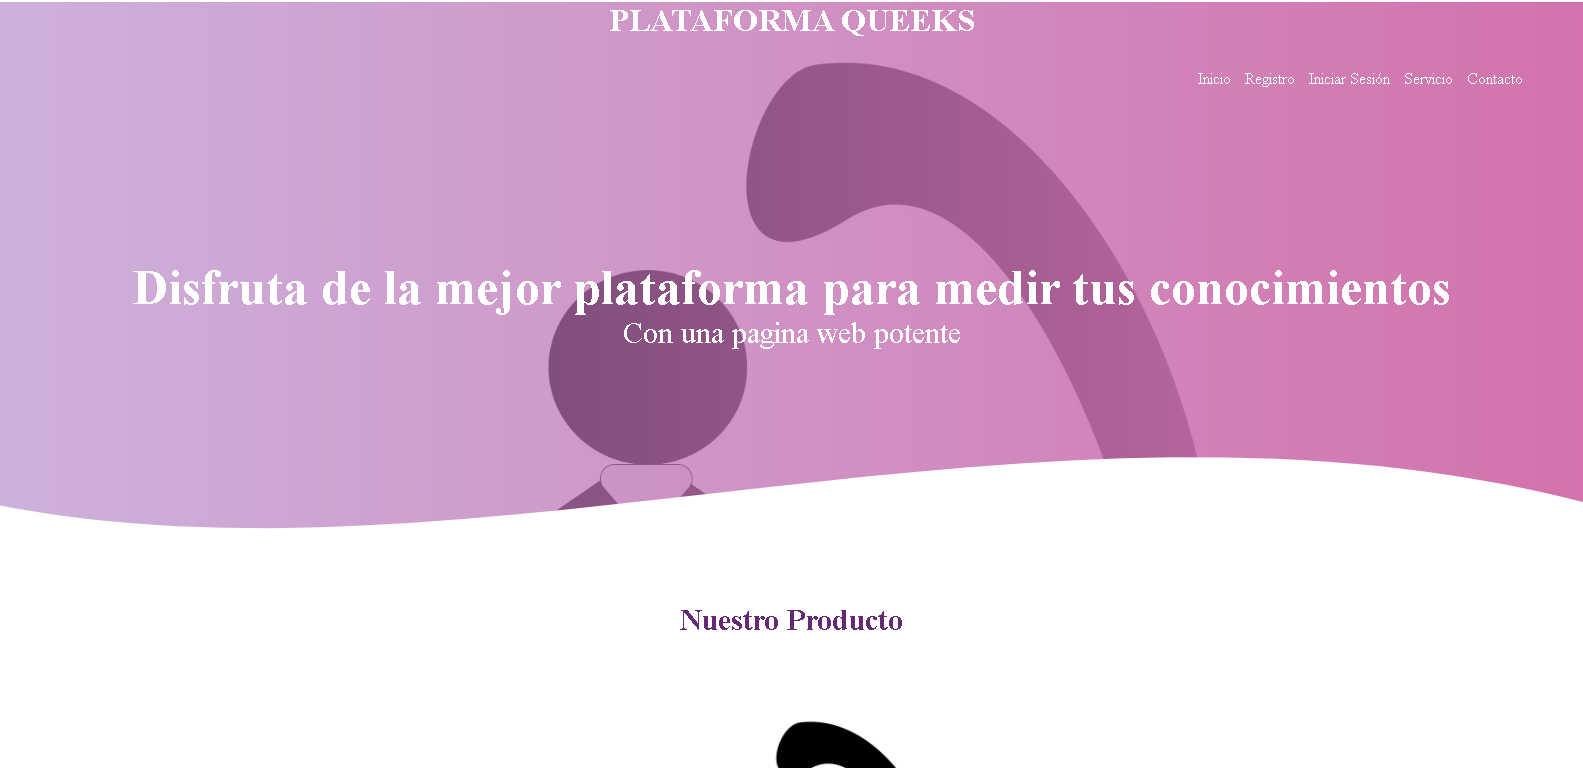 PLATAFORMA QUEEKS
Inicio Registro Iniciar Sesión Servicio Contacto
Disfruta de la mejor plataforma para medir tus conocimientos
Con una pagina web potente
Nuestro Producto